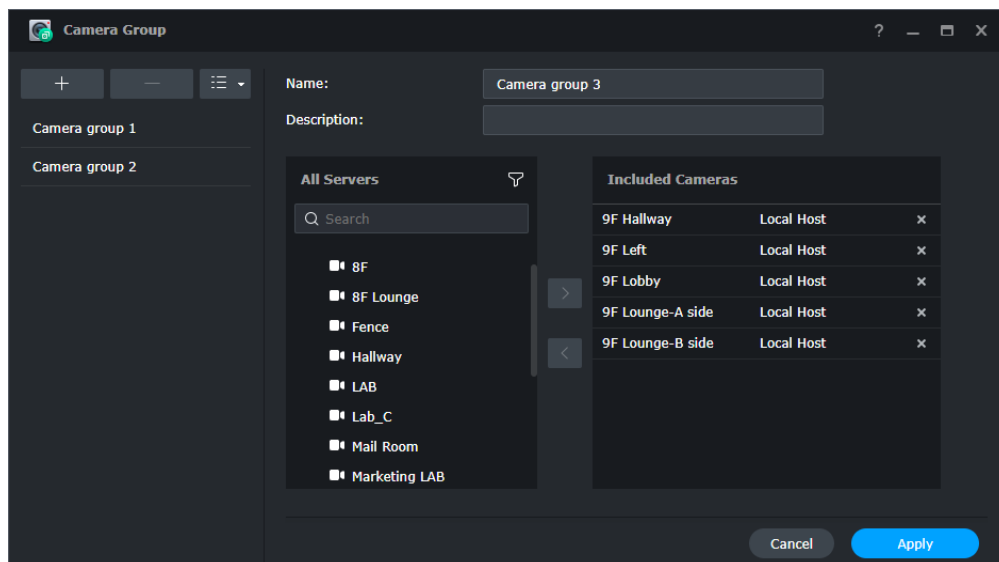 Camera Group
Camera group 1
Camera group 2
Name: Camera group 3
Description:
All Servers
Search
8F
8F Lounge
Fence
Hallway
LAB
Lab_C
Mail Room
Marketing LAB
Included Cameras
9F Hallway Local Host
9F Left Local Host
9F Lobby Local Host
9F Lounge-A side Local Host
9F Lounge-B side Local Host
Cancel Apply